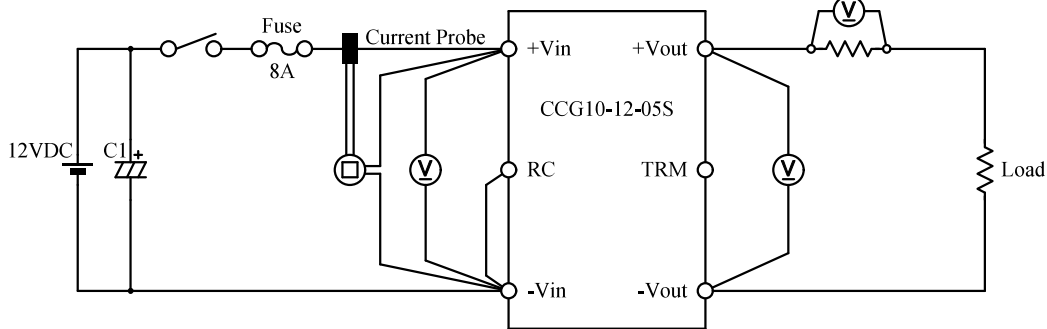 Fuse
8A
Current Probe
+Vin
+Vout
V
CCG10-12-05S
12VDC
C1
+
V
RC
TRM
V
Load
-Vin
-Vout